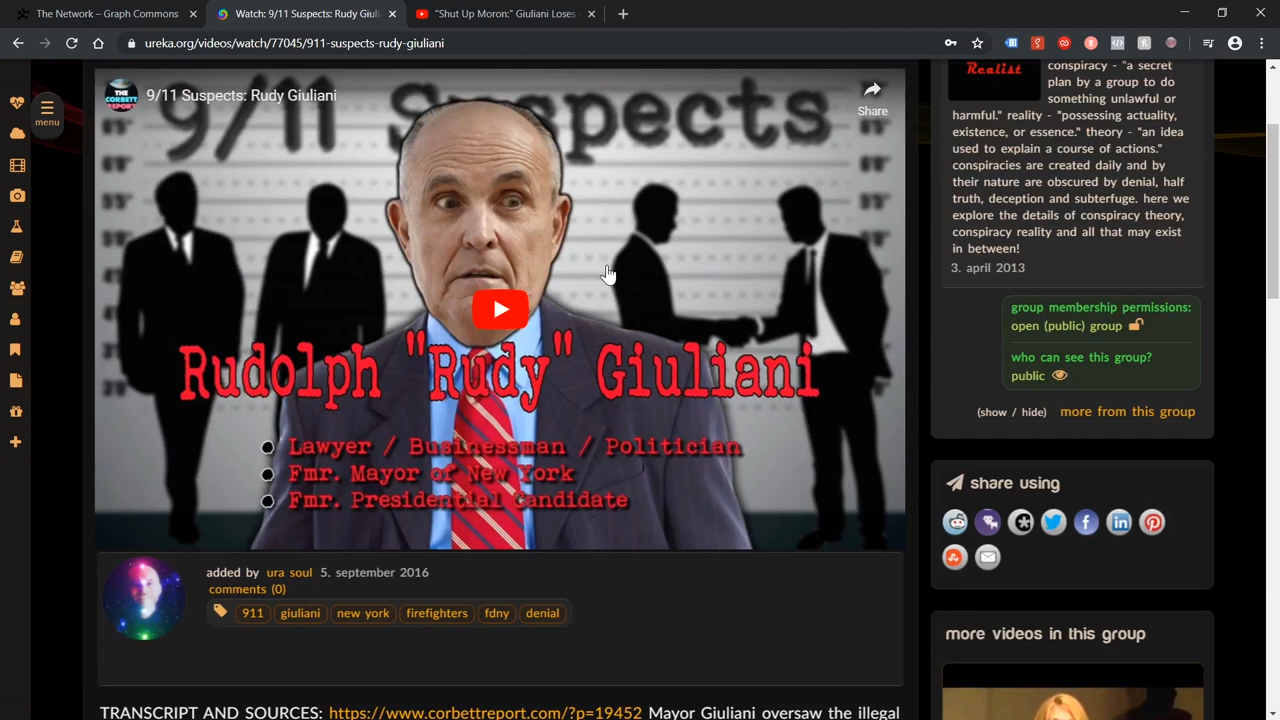 The Network – Graph Commons
Watch: 9/11 Suspects: Rudy Giuli
"Shut Up Moron:" Giuliani Loses
ureka.org/videos/watch/77045/911-suspects-rudy-giuliani
menu
9/11 Suspects
THE CORBETT REPORT
9/11 Suspects: Rudy Giuliani
Share
Rudolph "Rudy" Giuliani
Lawyer / Businessman / Politician
Fmr. Mayor of New York
Fmr. Presidential Candidate
added by ura soul 5. september 2016
comments (0)
911 giuliani new york firefighters fdny denial
TRANSCRIPT AND SOURCES: https://www.corbettreport.com/?p=19452 Mayor Giuliani oversaw the illegal
Realist
conspiracy - "a secret
plan by a group to do
something unlawful or
harmful." reality - "possessing actuality,
existence, or essence." theory - "an idea
used to explain a course of actions."
conspiracies are created daily and by
their nature are obscured by denial, half
truth, deception and subterfuge. here we
explore the details of conspiracy theory,
conspiracy reality and all that may exist
in between!
3. april 2013
group membership permissions:
open (public) group
who can see this group?
public
(show / hide) more from this group
share using
more videos in this group